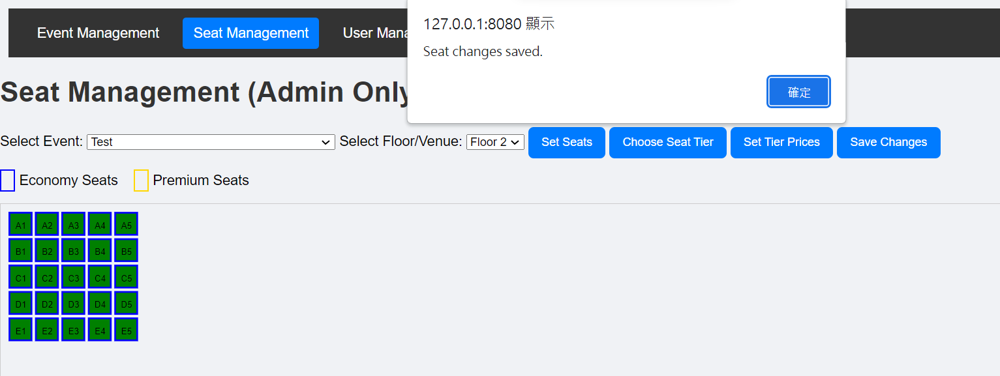 Event Management Seat Management User Mana
127.0.0.1:8080 顯示
Seat changes saved.
確定
Seat Management (Admin Only
Select Event: Test Select Floor/Venue: Floor 2 Set Seats Choose Seat Tier Set Tier Prices Save Changes
Economy Seats Premium Seats
A1 A2 A3 A4 A5
B1 B2 B3 B4 B5
C1 C2 C3 C4 C5
D1 D2 D3 D4 D5
E1 E2 E3 E4 E5